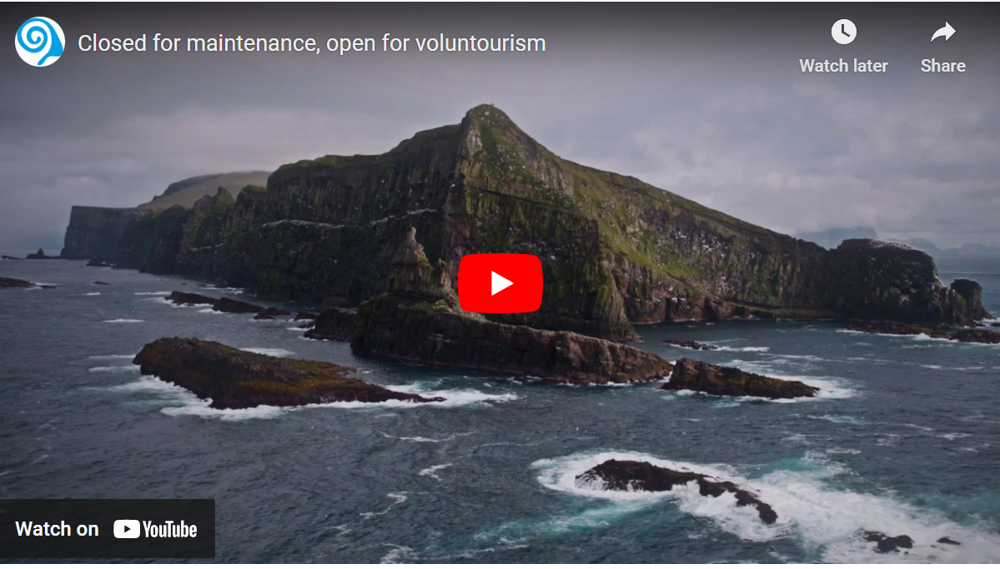 Closed for maintenance, open for voluntourism
Watch later
Share
Watch on YouTube